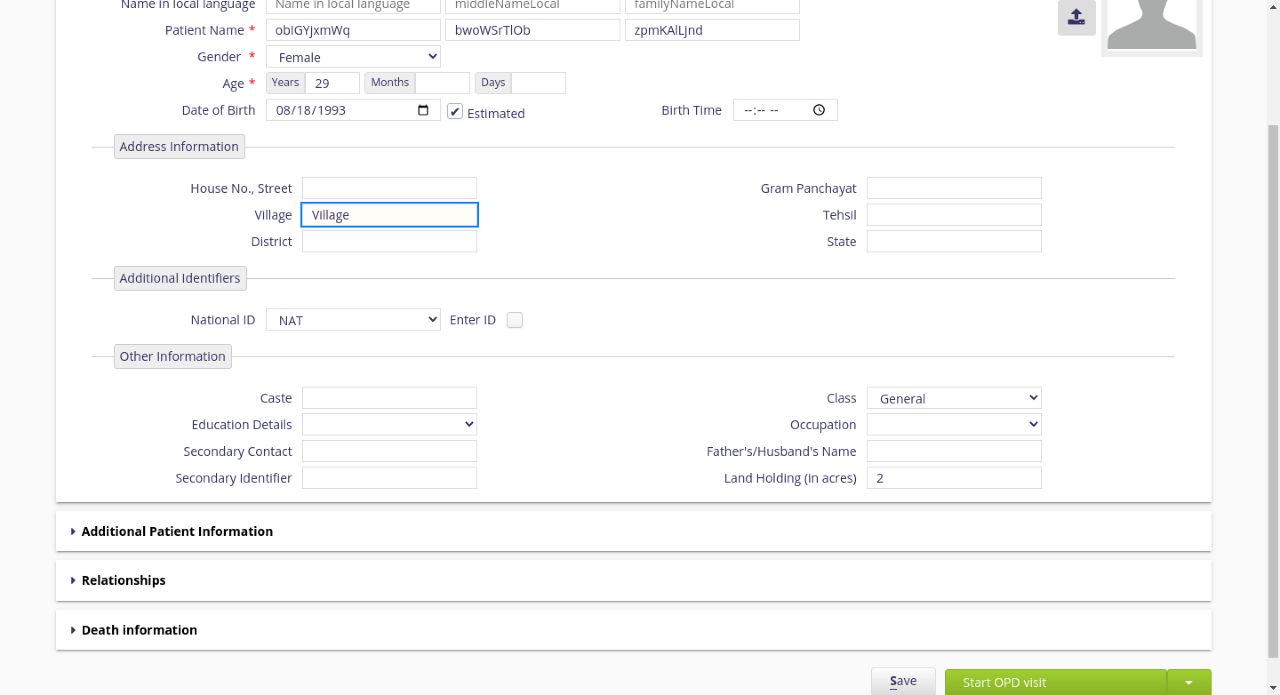 Name in local language Name in local language middleNameLocal familyNameLocal
Patient Name * obIGYJxmWq bwoWSrTlOb zpmKAlLjnd
Gender * Female
Age * Years 29 Months Days
Date of Birth 08/18/1993 Estimated Birth Time --:-- --
Address Information
House No., Street Gram Panchayat
Village Village Tehsil
District State
Additional Identifiers
National ID NAT Enter ID
Other Information
Caste Class General
Education Details Occupation
Secondary Contact Father's/Husband's Name
Secondary Identifier Land Holding (in acres) 2
Additional Patient Information
Relationships
Death information
Save Start OPD visit